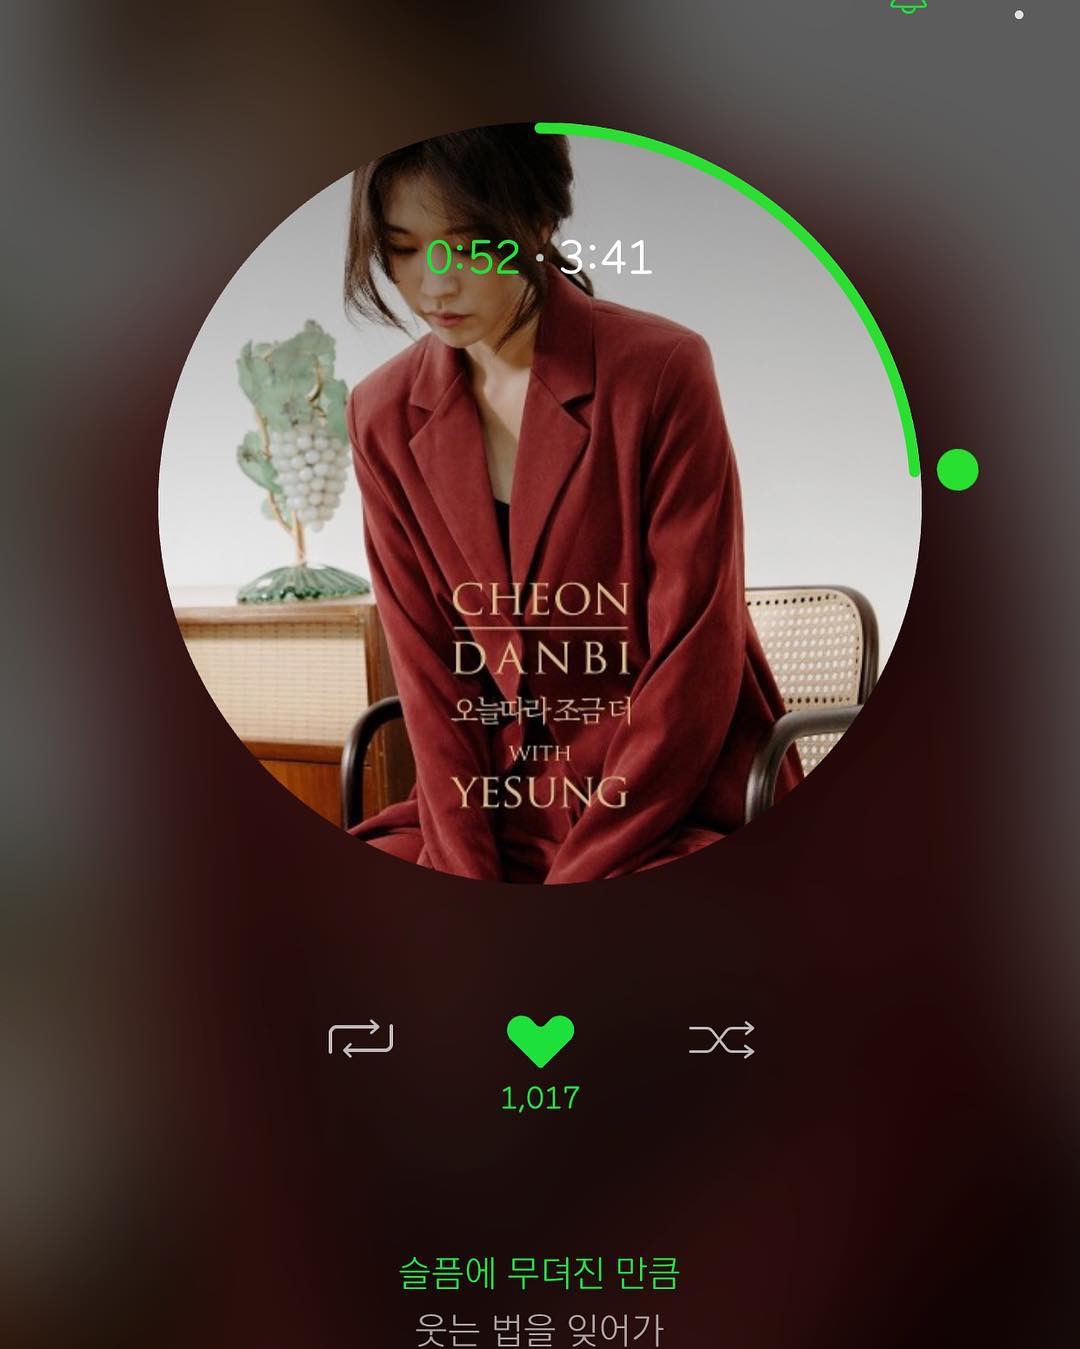 0:52 · 3:41
CHEON
DANBI
오늘따라 조금 더
WITH
YESUNG
1,017
슬픔에 무뎌진 만큼
웃는 법을 잊어가